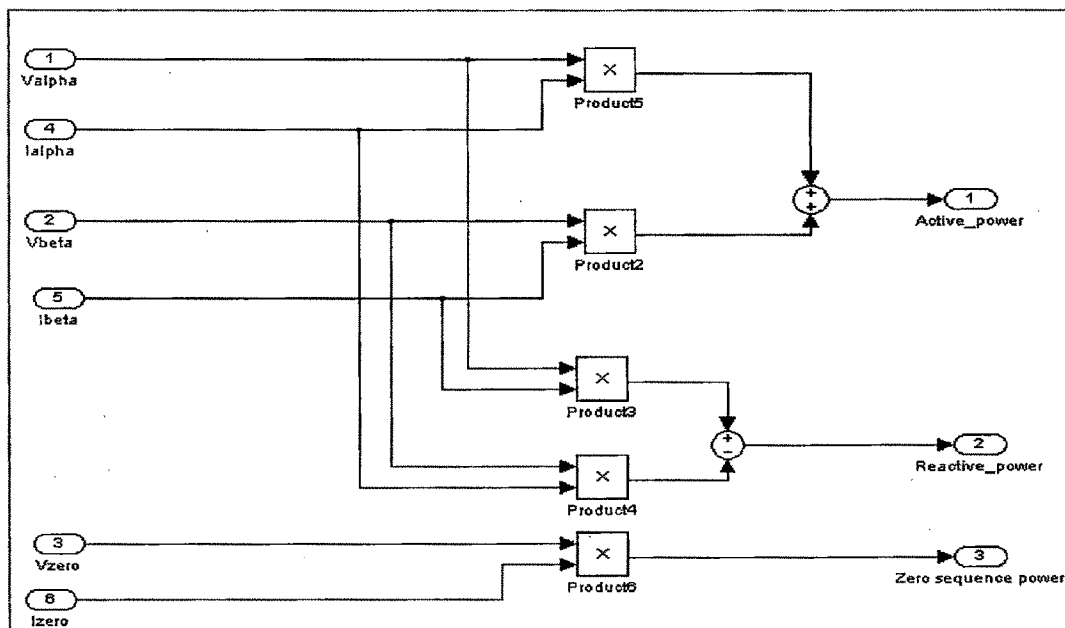 1
Valpha
4
Ialpha
2
Vbeta
5
Ibeta
3
Vzero
6
Izero
×
Product5
×
Product2
×
Product3
×
Product4
×
Product6
+
+
+
−
1
Active_power
2
Reactive_power
3
Zero sequence power